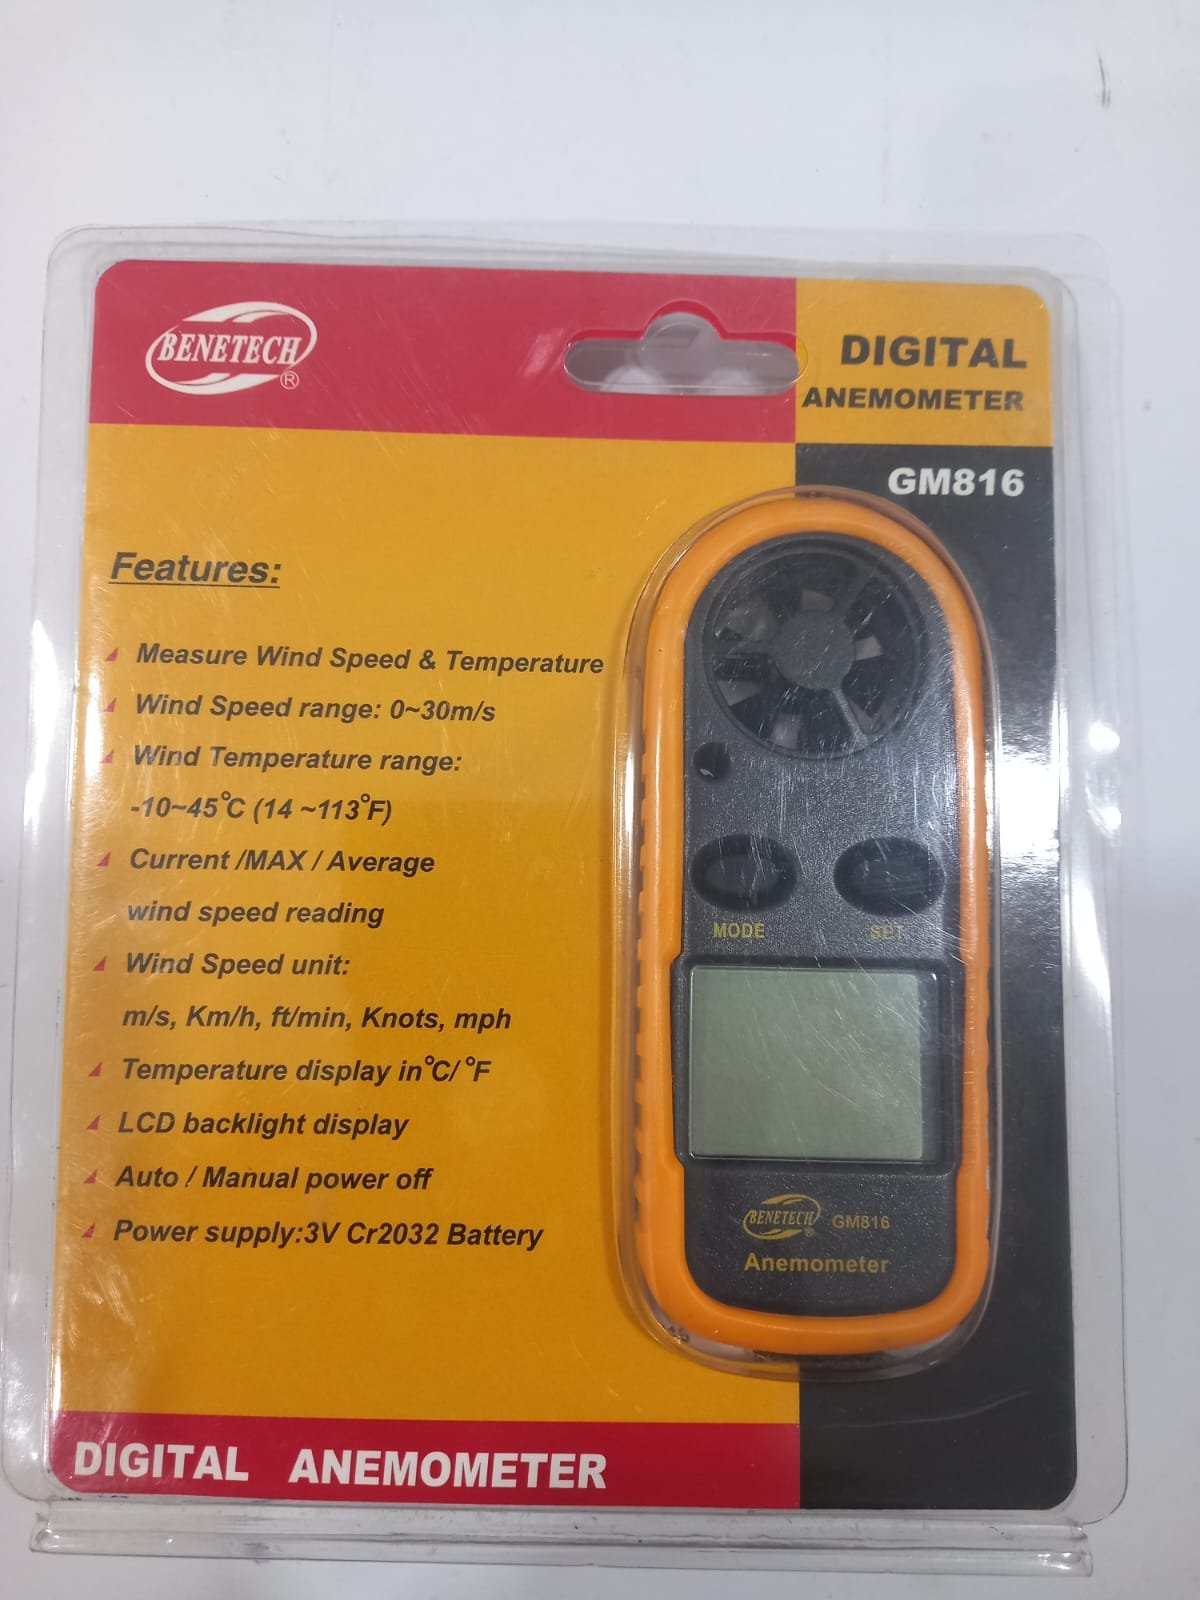 BENETECH
®
DIGITAL
ANEMOMETER
GM816
Features:
Measure Wind Speed & Temperature
Wind Speed range: 0~30m/s
Wind Temperature range:
-10~45°C (14 ~113°F)
Current /MAX / Average
wind speed reading
Wind Speed unit:
m/s, Km/h, ft/min, Knots, mph
Temperature display in°C/°F
LCD backlight display
Auto / Manual power off
Power supply:3V Cr2032 Battery
MODE
SET
BENETECH ® GM816
Anemometer
DIGITAL ANEMOMETER